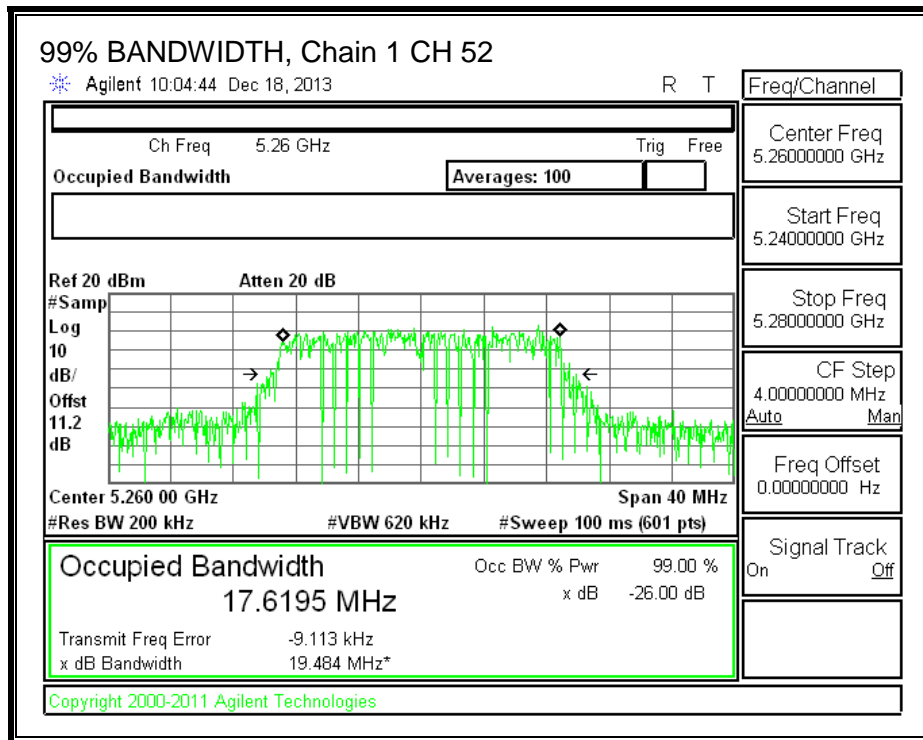 99% BANDWIDTH, Chain 1 CH 52
Agilent 10:04:44 Dec 18, 2013 R T
Freq/Channel
Ch Freq 5.26 GHz Trig Free
Occupied Bandwidth Averages: 100
Center Freq
5.26000000 GHz
Start Freq
5.24000000 GHz
Stop Freq
5.28000000 GHz
CF Step
4.00000000 MHz
Auto Man
Freq Offset
0.00000000 Hz
Signal Track
On Off
Ref 20 dBm Atten 20 dB
#Samp
Log
10
dB/
Offst
11.2
dB
Center 5.260 00 GHz Span 40 MHz
#Res BW 200 kHz #VBW 620 kHz #Sweep 100 ms (601 pts)
Occupied Bandwidth Occ BW % Pwr 99.00 %
17.6195 MHz x dB -26.00 dB
Transmit Freq Error -9.113 kHz
x dB Bandwidth 19.484 MHz*
Copyright 2000-2011 Agilent Technologies